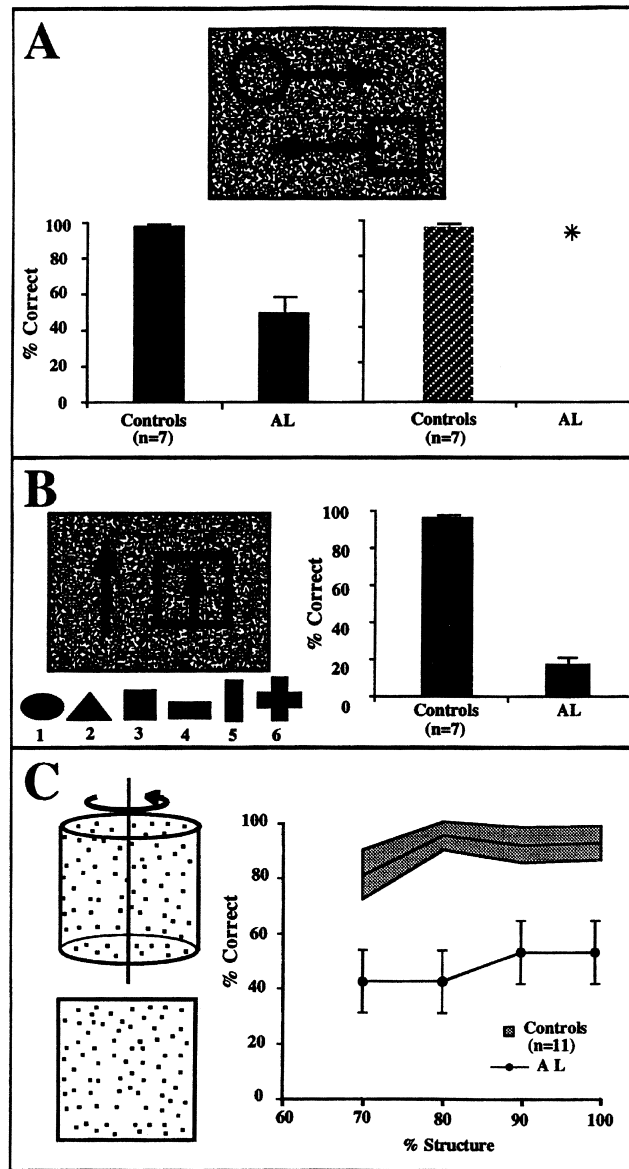 A
% Correct
100
80
60
40
20
0
Controls
(n=7)
AL
Controls
(n=7)
AL
*
B
1 2 3 4 5 6
% Correct
100
80
60
40
20
0
Controls
(n=7)
AL
C
% Correct
100
80
60
40
20
0
Controls
(n=11)
A L
60 70 80 90 100
% Structure